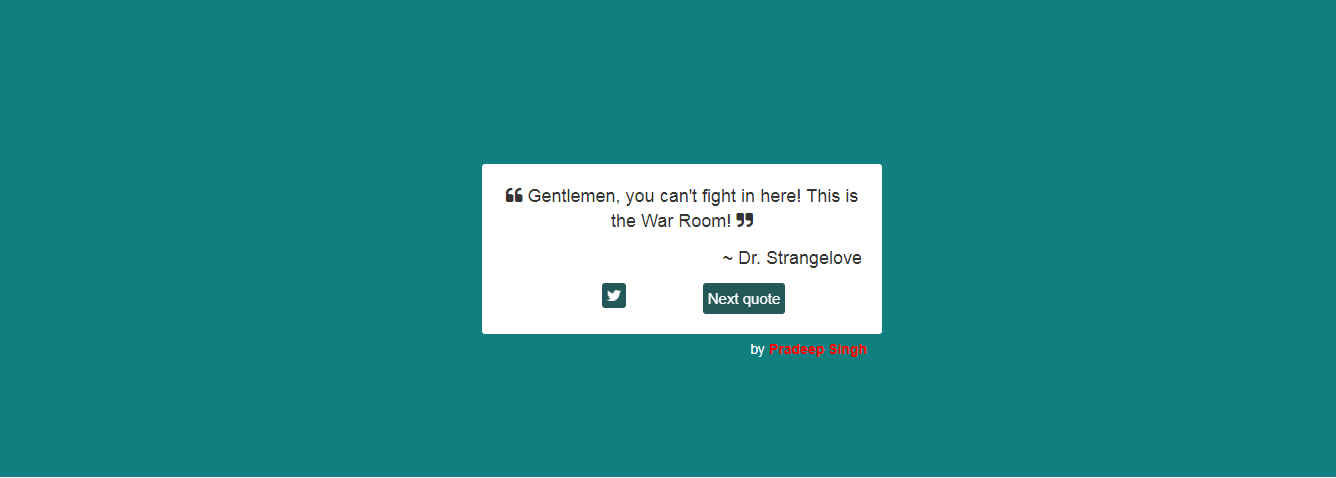 “ Gentlemen, you can't fight in here! This is
the War Room! ”
~ Dr. Strangelove
Next quote
by Pradeep Singh